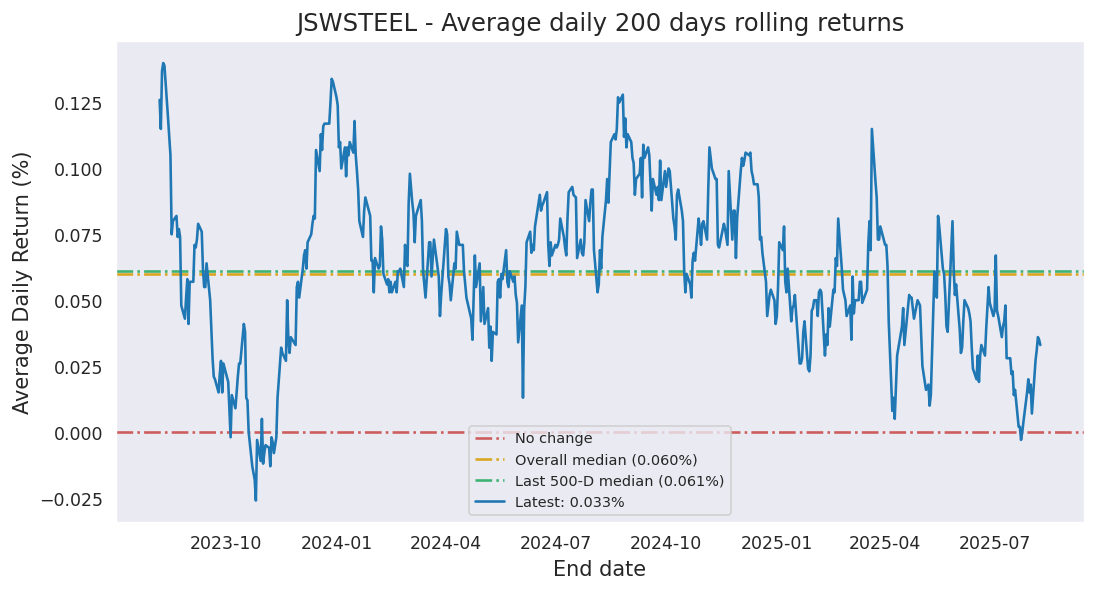 JSWSTEEL - Average daily 200 days rolling returns
Average Daily Return (%)
0.125
0.100
0.075
0.050
0.025
0.000
−0.025
No change
Overall median (0.060%)
Last 500-D median (0.061%)
Latest: 0.033%
2023-10
2024-01
2024-04
2024-07
2024-10
2025-01
2025-04
2025-07
End date